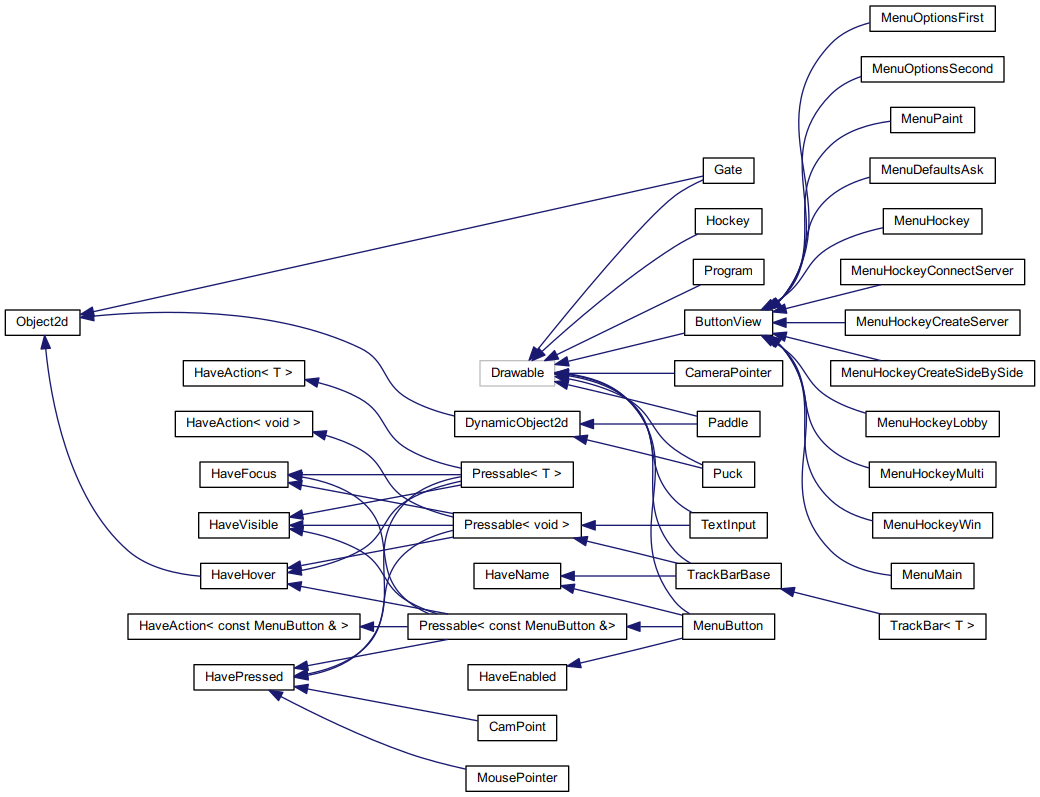 MenuOptionsFirst
MenuOptionsSecond
MenuPaint
Gate
MenuDefaultsAsk
Hockey
MenuHockey
Program
MenuHockeyConnectServer
Object2d
ButtonView
MenuHockeyCreateServer
HaveAction< T >
Drawable
CameraPointer
MenuHockeyCreateSideBySide
HaveAction< void >
DynamicObject2d
Paddle
MenuHockeyLobby
HaveFocus
Pressable< T >
Puck
MenuHockeyMulti
HaveVisible
Pressable< void >
TextInput
MenuHockeyWin
HaveHover
HaveName
TrackBarBase
MenuMain
HaveAction< const MenuButton & >
Pressable< const MenuButton &>
MenuButton
TrackBar< T >
HavePressed
HaveEnabled
CamPoint
MousePointer